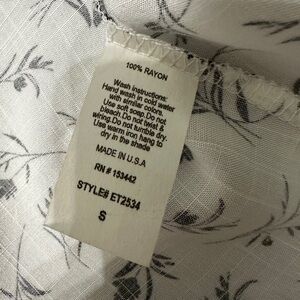 100% RAYON
Wash instructions:
Hand wash in cold water
with similar colors.
Use soft soap.Do not
bleach.Do not twist &
wring.Do not tumble dry.
Use warm iron hang to
dry in the shade
MADE IN U.S.A
RN # 153442
STYLE# ET2534
S